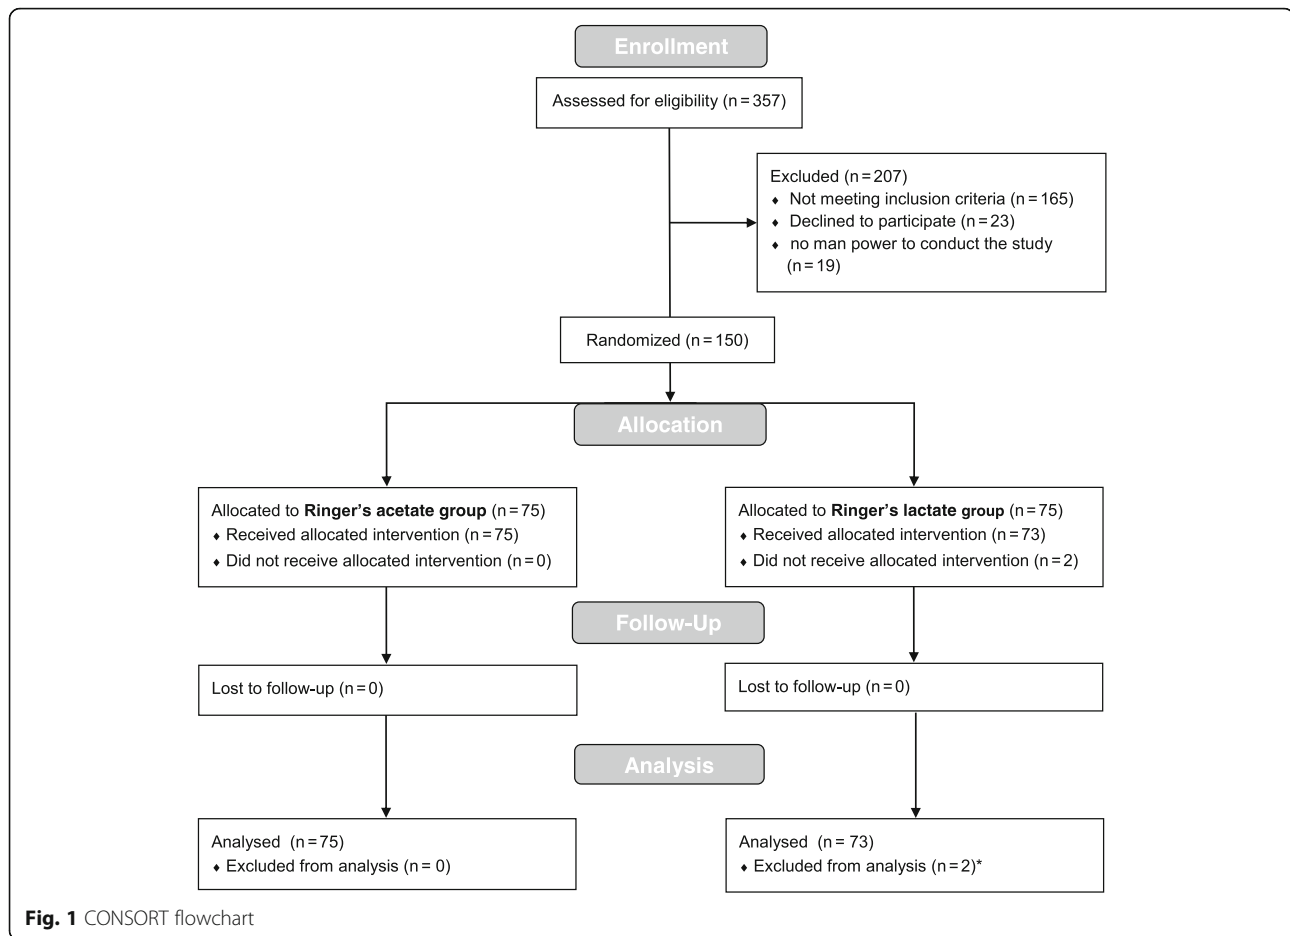 Enrollment
Assessed for eligibility (n=357)
Excluded (n=207)
♦ Not meeting inclusion criteria (n=165)
♦ Declined to participate (n=23)
♦ no man power to conduct the study
(n=19)
Randomized (n=150)
Allocation
Allocated to Ringer's acetate group (n=75)
♦ Received allocated intervention (n=75)
♦ Did not receive allocated intervention (n=0)
Allocated to Ringer's lactate group (n=75)
♦ Received allocated intervention (n=73)
♦ Did not receive allocated intervention (n=2)
Follow-Up
Lost to follow-up (n=0)
Lost to follow-up (n=0)
Analysis
Analysed (n=75)
♦ Excluded from analysis (n=0)
Analysed (n=73)
♦ Excluded from analysis (n=2)*
Fig. 1 CONSORT flowchart